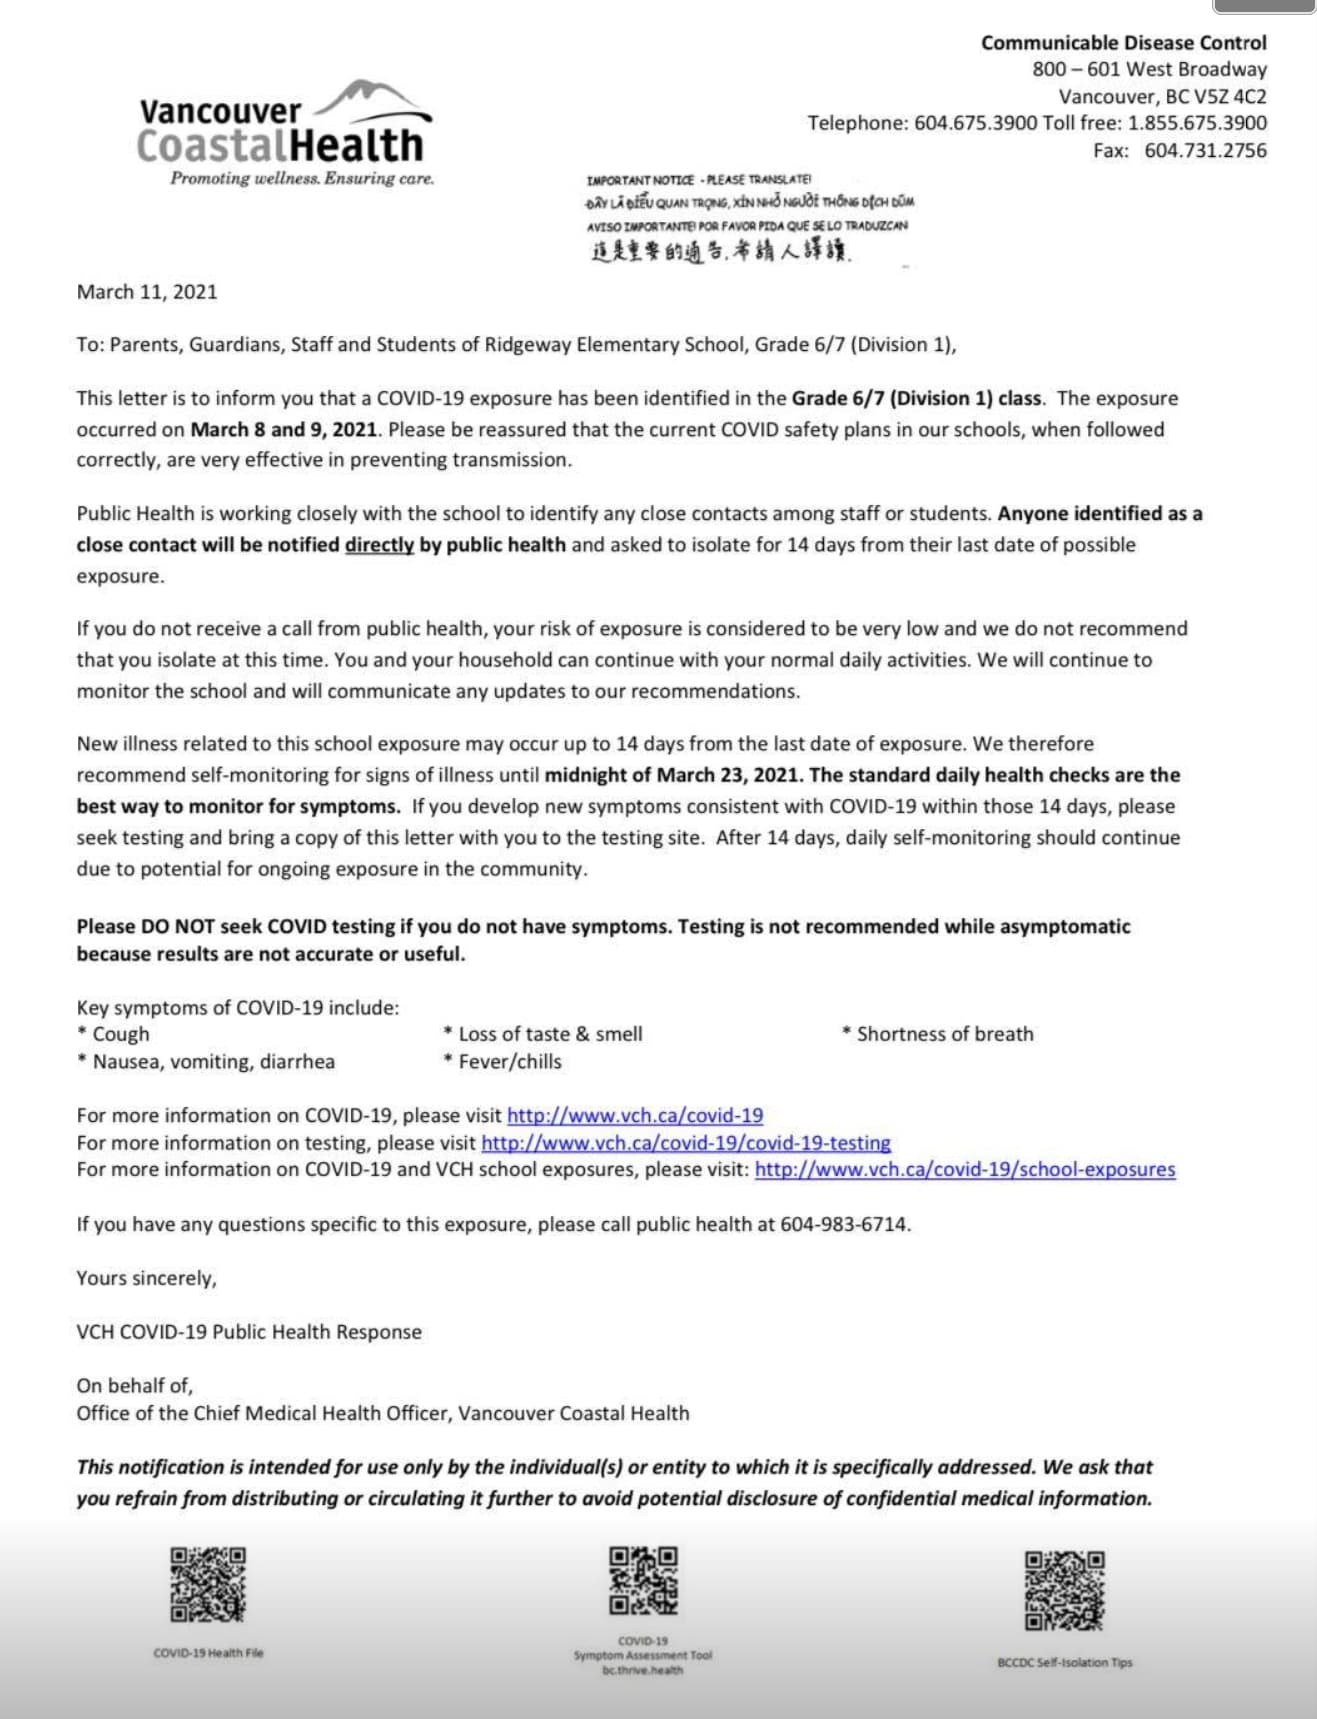 Communicable Disease Control
800 – 601 West Broadway
Vancouver, BC V5Z 4C2
Telephone: 604.675.3900 Toll free: 1.855.675.3900
Fax: 604.731.2756
Vancouver
CoastalHealth
Promoting wellness. Ensuring care.
IMPORTANT NOTICE - PLEASE TRANSLATE!
ĐÂY LÀ ĐIỀU QUAN TRỌNG, XIN NHỜ NGƯỜI THÔNG DỊCH DÙM
AVISO IMPORTANTE! POR FAVOR PIDA QUE SE LO TRADUZCAN
這是重要的通告.希請人譯讀.
March 11, 2021
To: Parents, Guardians, Staff and Students of Ridgeway Elementary School, Grade 6/7 (Division 1),
This letter is to inform you that a COVID-19 exposure has been identified in the Grade 6/7 (Division 1) class. The exposure
occurred on March 8 and 9, 2021. Please be reassured that the current COVID safety plans in our schools, when followed
correctly, are very effective in preventing transmission.
Public Health is working closely with the school to identify any close contacts among staff or students. Anyone identified as a
close contact will be notified directly by public health and asked to isolate for 14 days from their last date of possible
exposure.
If you do not receive a call from public health, your risk of exposure is considered to be very low and we do not recommend
that you isolate at this time. You and your household can continue with your normal daily activities. We will continue to
monitor the school and will communicate any updates to our recommendations.
New illness related to this school exposure may occur up to 14 days from the last date of exposure. We therefore
recommend self-monitoring for signs of illness until midnight of March 23, 2021. The standard daily health checks are the
best way to monitor for symptoms. If you develop new symptoms consistent with COVID-19 within those 14 days, please
seek testing and bring a copy of this letter with you to the testing site. After 14 days, daily self-monitoring should continue
due to potential for ongoing exposure in the community.
Please DO NOT seek COVID testing if you do not have symptoms. Testing is not recommended while asymptomatic
because results are not accurate or useful.
Key symptoms of COVID-19 include:
* Cough * Loss of taste & smell * Shortness of breath
* Nausea, vomiting, diarrhea * Fever/chills
For more information on COVID-19, please visit http://www.vch.ca/covid-19
For more information on testing, please visit http://www.vch.ca/covid-19/covid-19-testing
For more information on COVID-19 and VCH school exposures, please visit: http://www.vch.ca/covid-19/school-exposures
If you have any questions specific to this exposure, please call public health at 604-983-6714.
Yours sincerely,
VCH COVID-19 Public Health Response
On behalf of,
Office of the Chief Medical Health Officer, Vancouver Coastal Health
This notification is intended for use only by the individual(s) or entity to which it is specifically addressed. We ask that
you refrain from distributing or circulating it further to avoid potential disclosure of confidential medical information.
COVID-19 Health File
COVID-19
Symptom Assessment Tool
bc.thrive.health
BCCDC Self-Isolation Tips